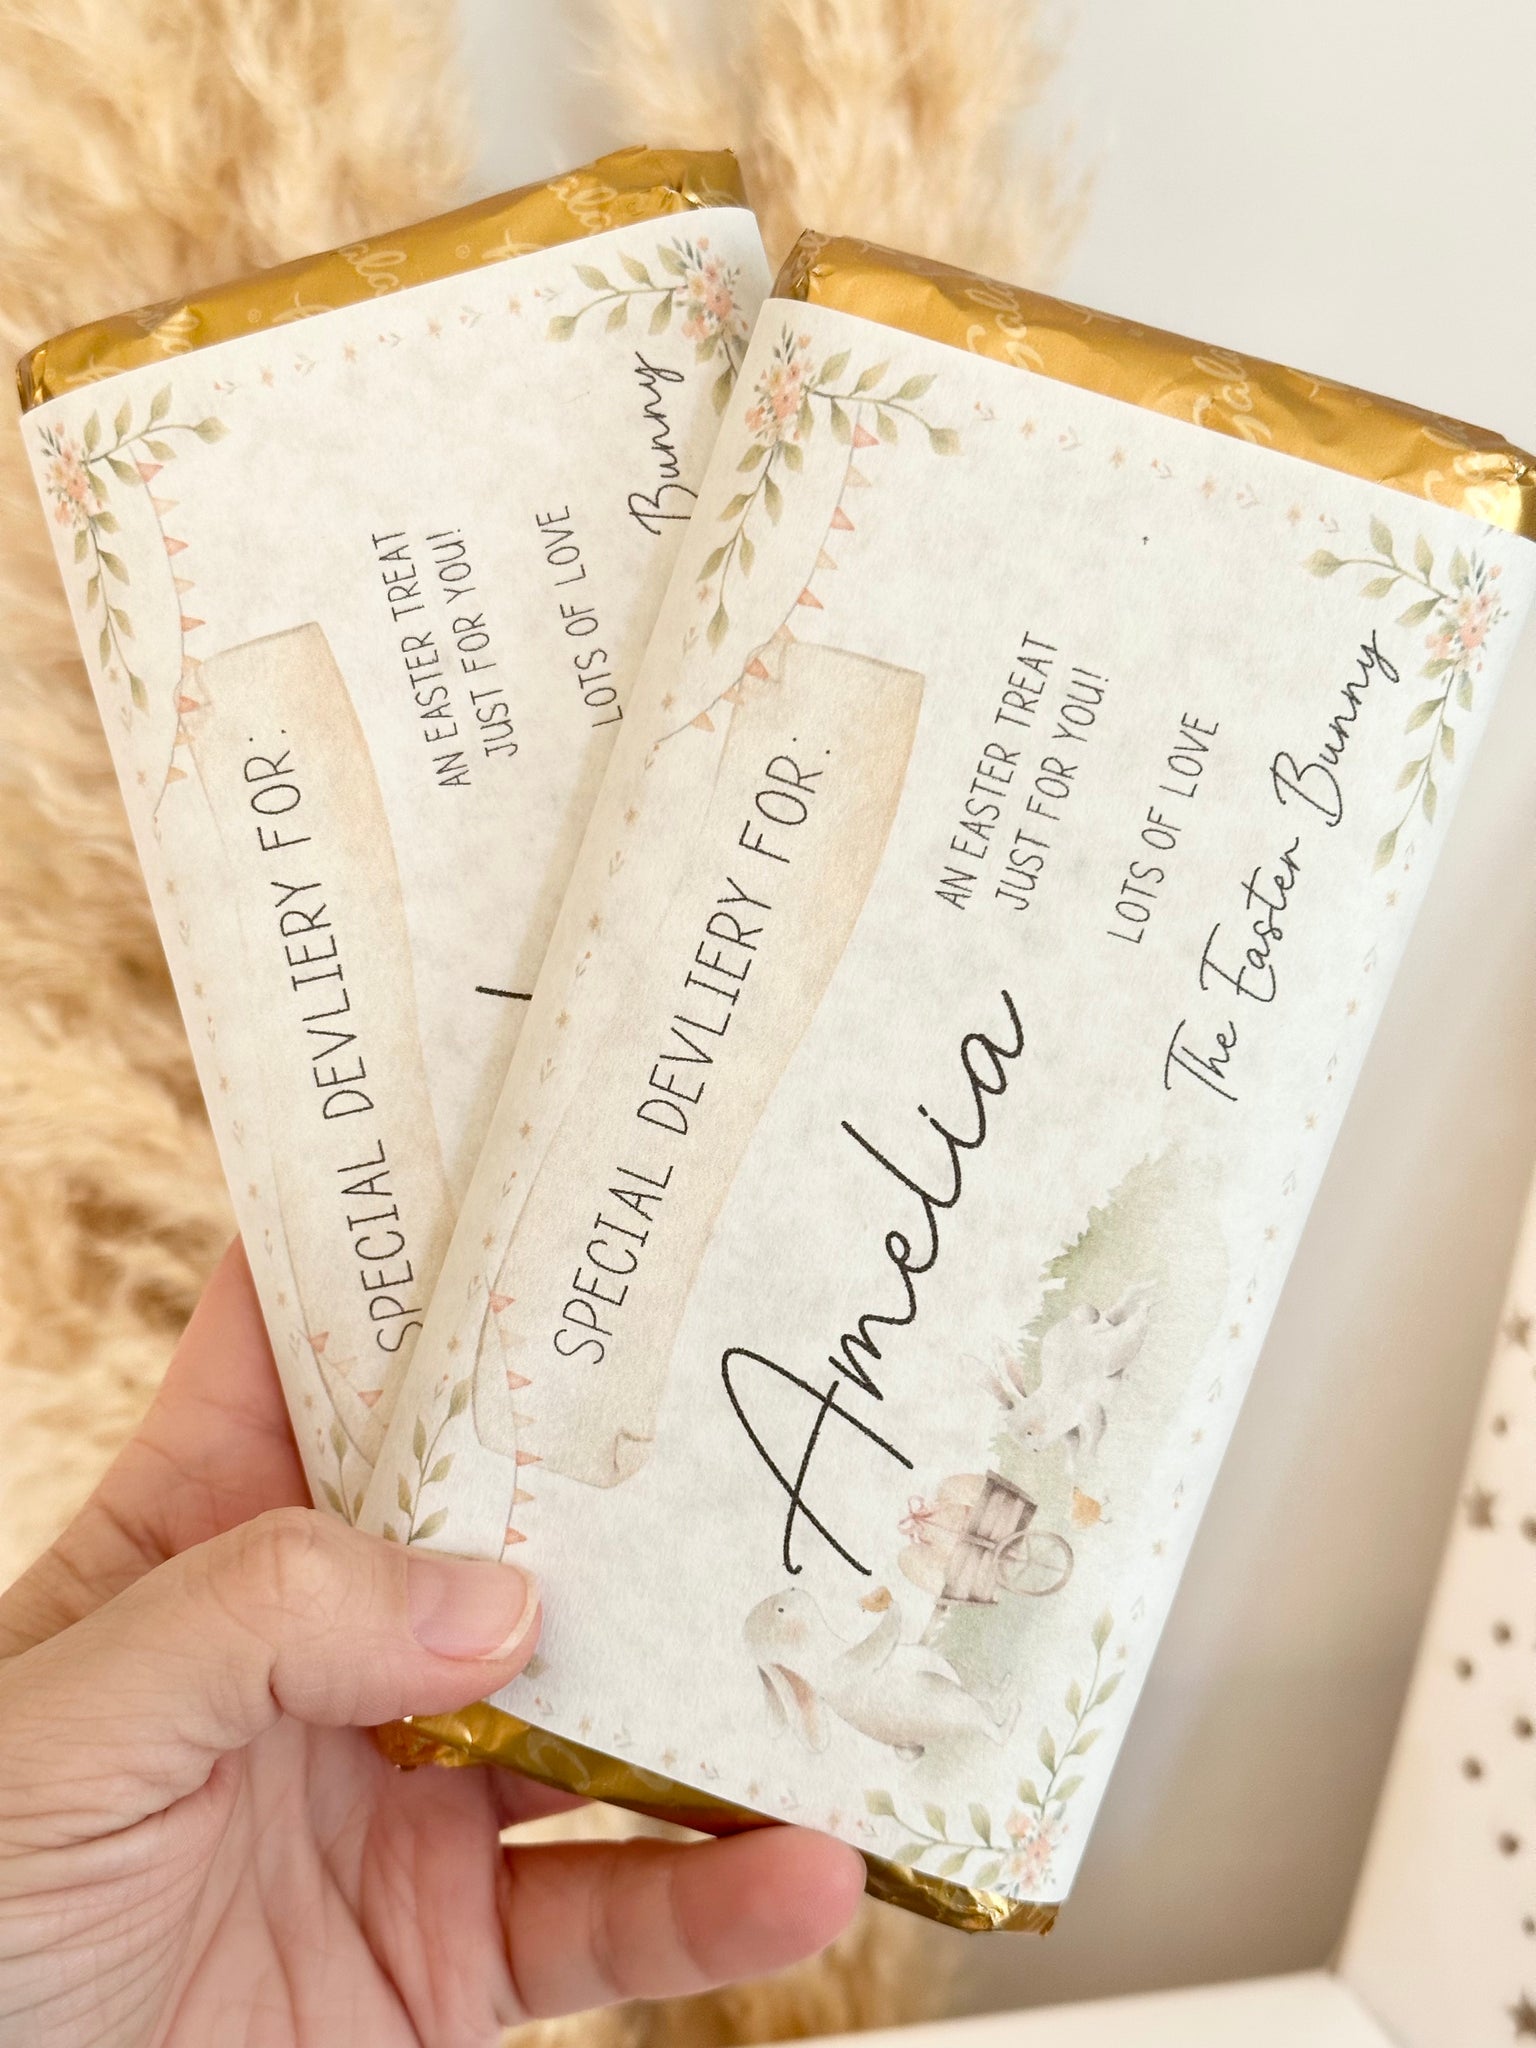 SPECIAL DEVLIERY FOR:
AN EASTER TREAT
JUST FOR YOU!
LOTS OF LOVE
Bunny
SPECIAL DEVLIERY FOR:
Amelia
AN EASTER TREAT
JUST FOR YOU!
LOTS OF LOVE
The Easter Bunny